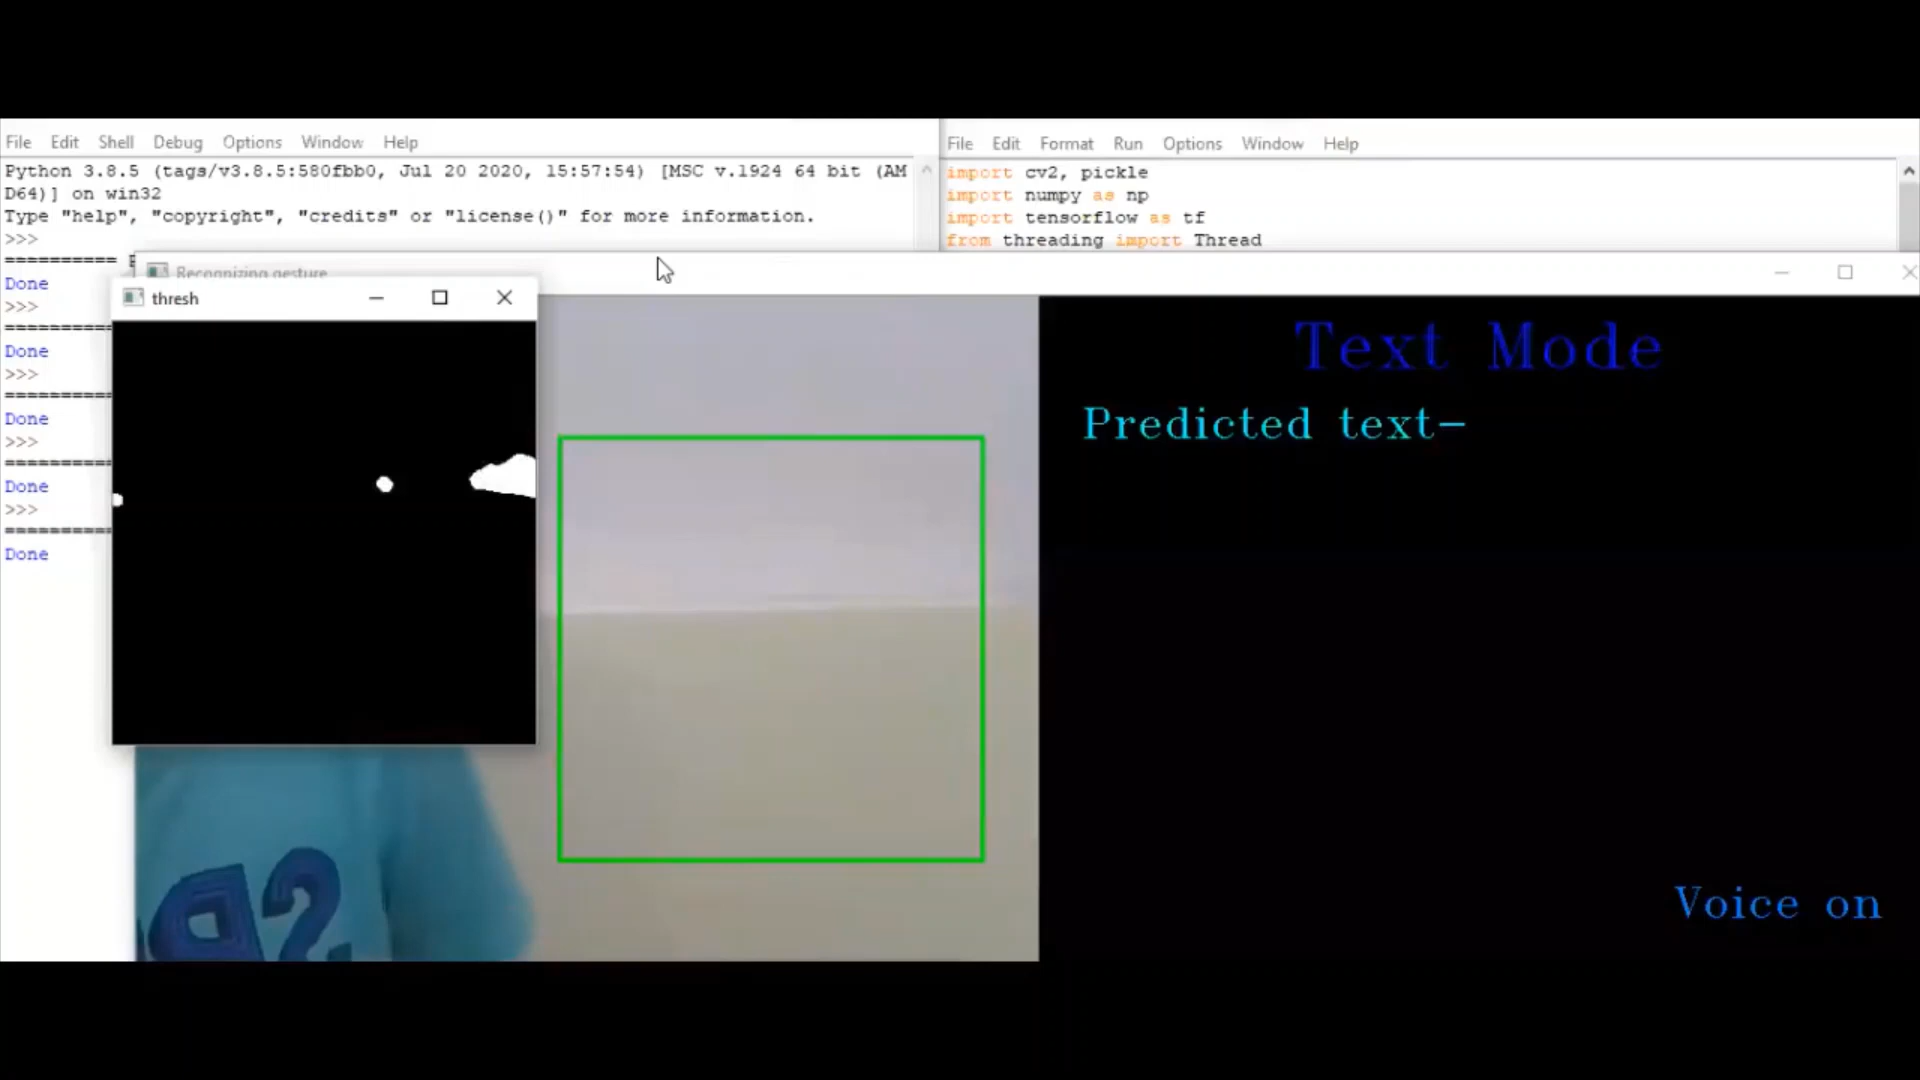 File Edit Shell Debug Options Window Help
Python 3.8.5 (tags/v3.8.5:580fbb0, Jul 20 2020, 15:57:54) [MSC v.1924 64 bit (AM
D64)] on win32
Type "help", "copyright", "credits" or "license()" for more information.
>>>
==========
Done
>>>
==========
Done
>>>
==========
Done
>>>
==========
Done
>>>
==========
Done
File Edit Format Run Options Window Help
import cv2, pickle
import numpy as np
import tensorflow as tf
from threading import Thread
Recognizing gesture
thresh
Text Mode
Predicted text-
Voice on